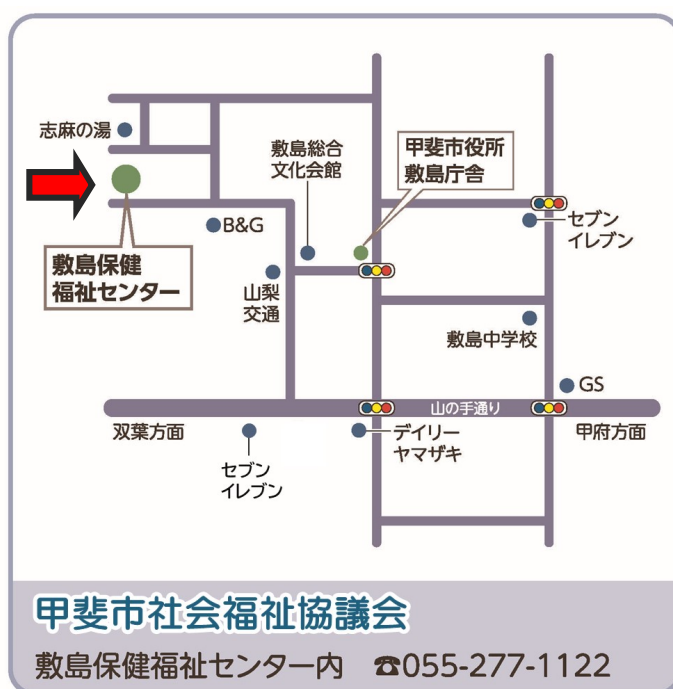 志麻の湯
敷島総合
文化会館
甲斐市役所
敷島庁舎
セブン
イレブン
B&G
敷島保健
福祉センター
山梨
交通
敷島中学校
GS
山の手通り
双葉方面
デイリー
ヤマザキ
甲府方面
セブン
イレブン
甲斐市社会福祉協議会
敷島保健福祉センター内 ☎055-277-1122